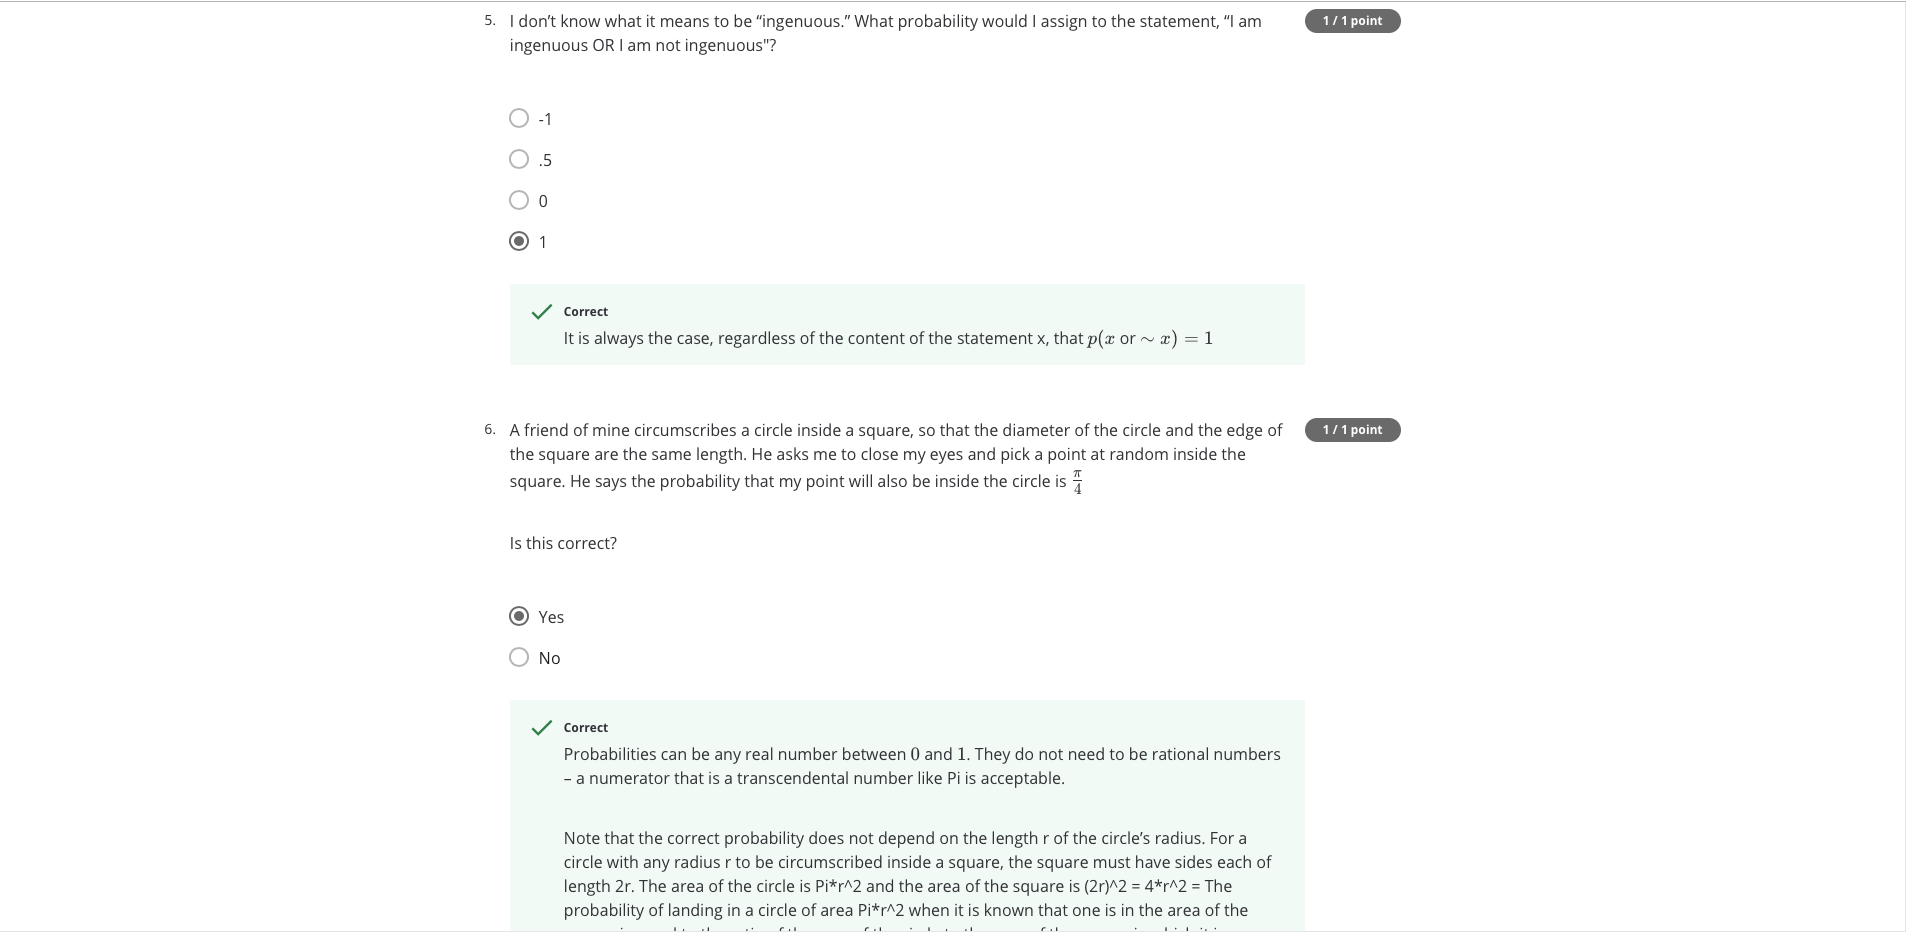 5. I don't know what it means to be “ingenuous.” What probability would I assign to the statement, “I am
1 / 1 point
ingenuous OR I am not ingenuous"?
-1
.5
0
1
Correct
It is always the case, regardless of the content of the statement x, that p(x or ∼ x) = 1
6. A friend of mine circumscribes a circle inside a square, so that the diameter of the circle and the edge of
1 / 1 point
the square are the same length. He asks me to close my eyes and pick a point at random inside the
square. He says the probability that my point will also be inside the circle is π/4
Is this correct?
Yes
No
Correct
Probabilities can be any real number between 0 and 1. They do not need to be rational numbers
– a numerator that is a transcendental number like Pi is acceptable.
Note that the correct probability does not depend on the length r of the circle’s radius. For a
circle with any radius r to be circumscribed inside a square, the square must have sides each of
length 2r. The area of the circle is Pi*r^2 and the area of the square is (2r)^2 = 4*r^2 = The
probability of landing in a circle of area Pi*r^2 when it is known that one is in the area of the